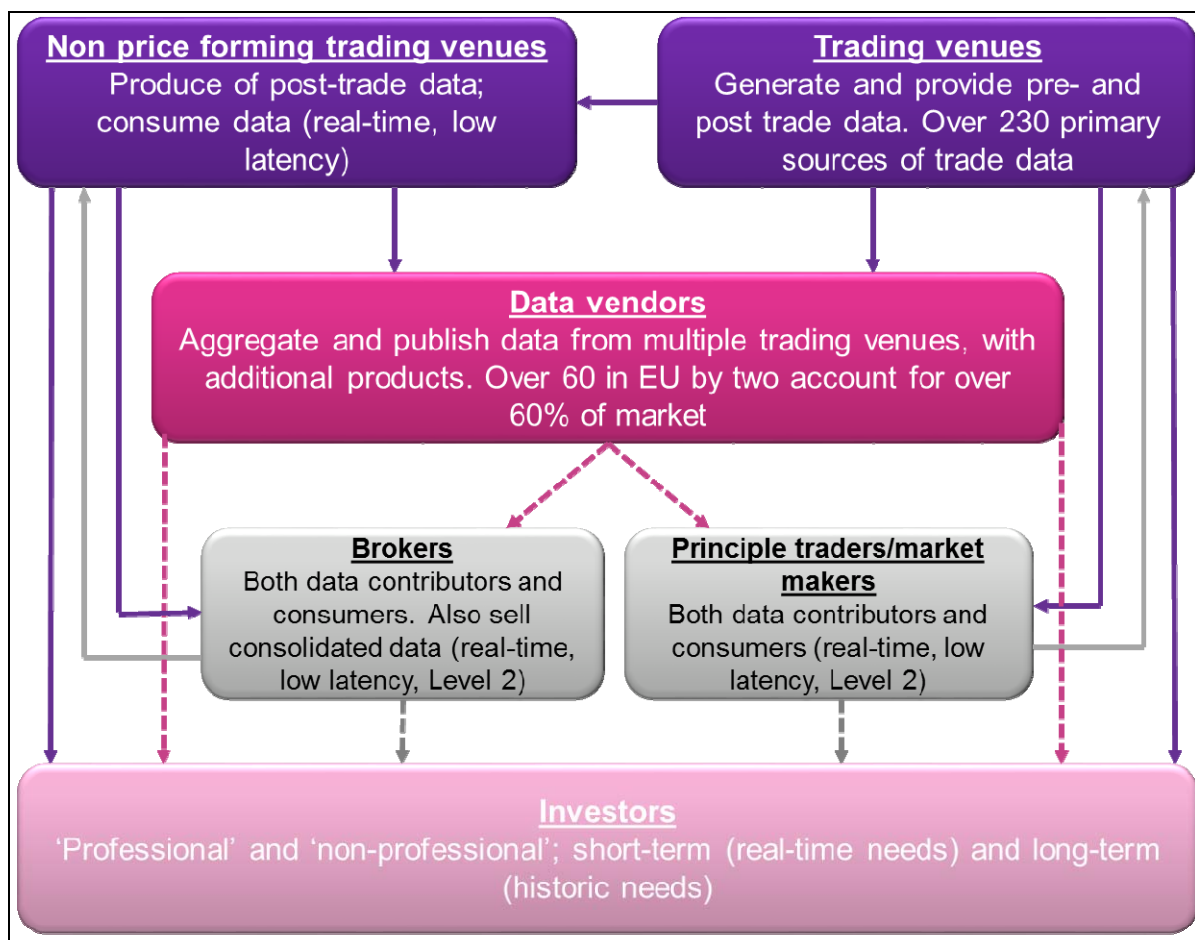 Non price forming trading venues
Produce of post-trade data;
consume data (real-time, low
latency)
Trading venues
Generate and provide pre- and
post trade data. Over 230 primary
sources of trade data
Data vendors
Aggregate and publish data from multiple trading venues, with
additional products. Over 60 in EU by two account for over
60% of market
Brokers
Both data contributors and
consumers. Also sell
consolidated data (real-time,
low latency, Level 2)
Principle traders/market
makers
Both data contributors and
consumers (real-time, low
latency, Level 2)
Investors
‘Professional’ and ‘non-professional’; short-term (real-time needs) and long-term
(historic needs)